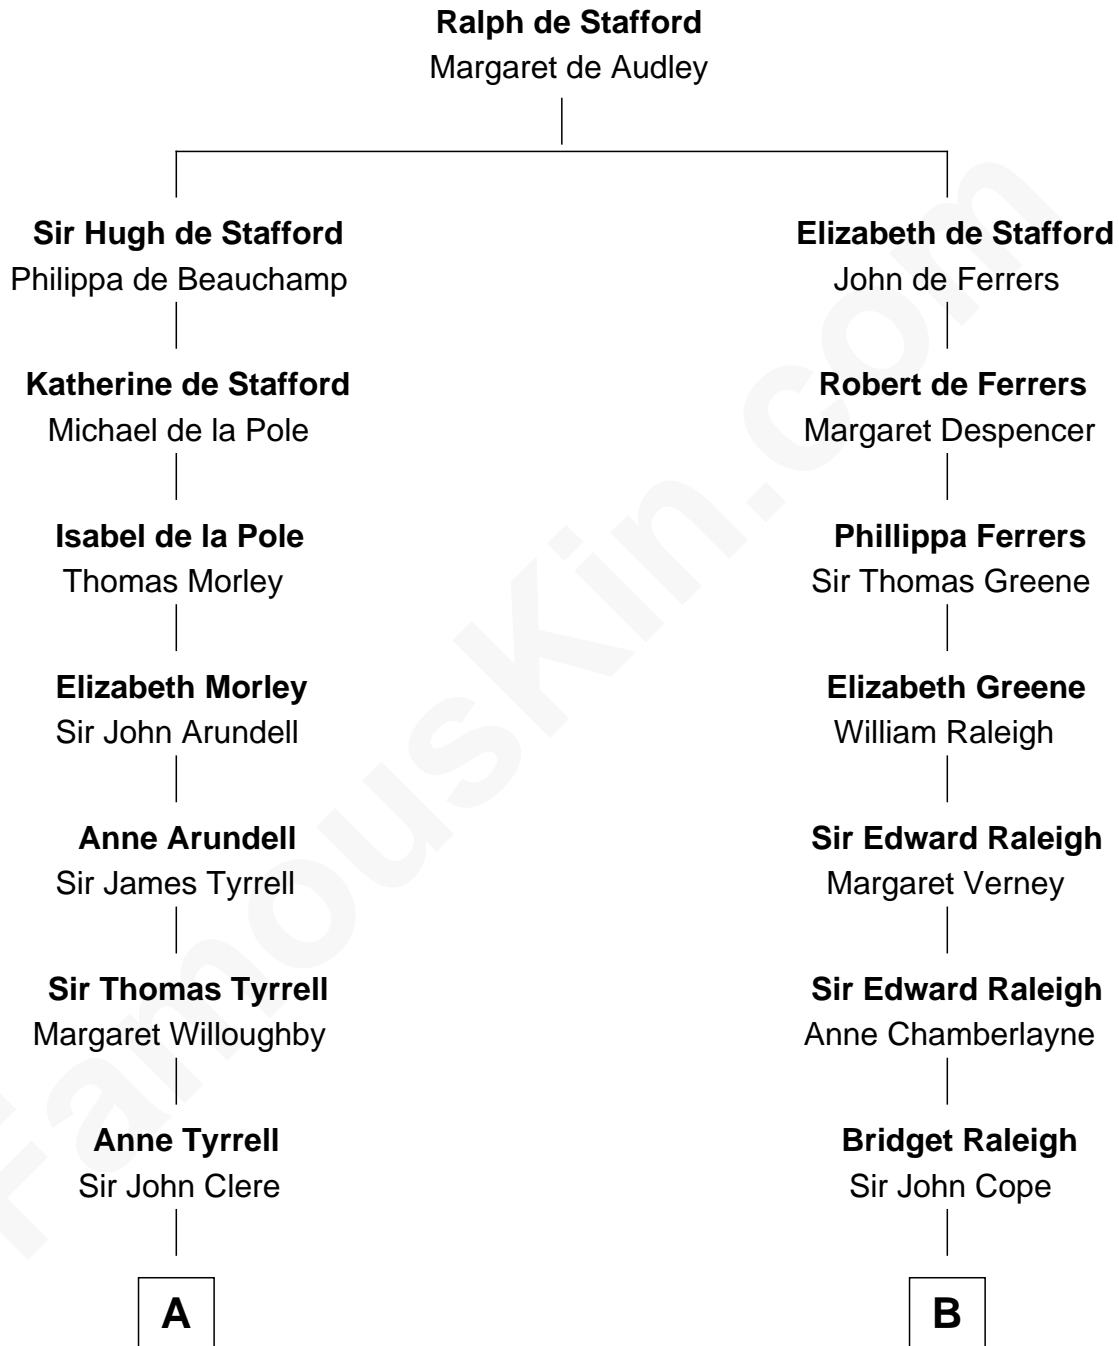 Ralph de Stafford
Margaret de Audley
Sir Hugh de Stafford
Philippa de Beauchamp
Katherine de Stafford
Michael de la Pole
Isabel de la Pole
Thomas Morley
Elizabeth Morley
Sir John Arundell
Anne Arundell
Sir James Tyrrell
Sir Thomas Tyrrell
Margaret Willoughby
Anne Tyrrell
Sir John Clere
A
Elizabeth de Stafford
John de Ferrers
Robert de Ferrers
Margaret Despencer
Phillippa Ferrers
Sir Thomas Greene
Elizabeth Greene
William Raleigh
Sir Edward Raleigh
Margaret Verney
Sir Edward Raleigh
Anne Chamberlayne
Bridget Raleigh
Sir John Cope
B
FamousKin.com